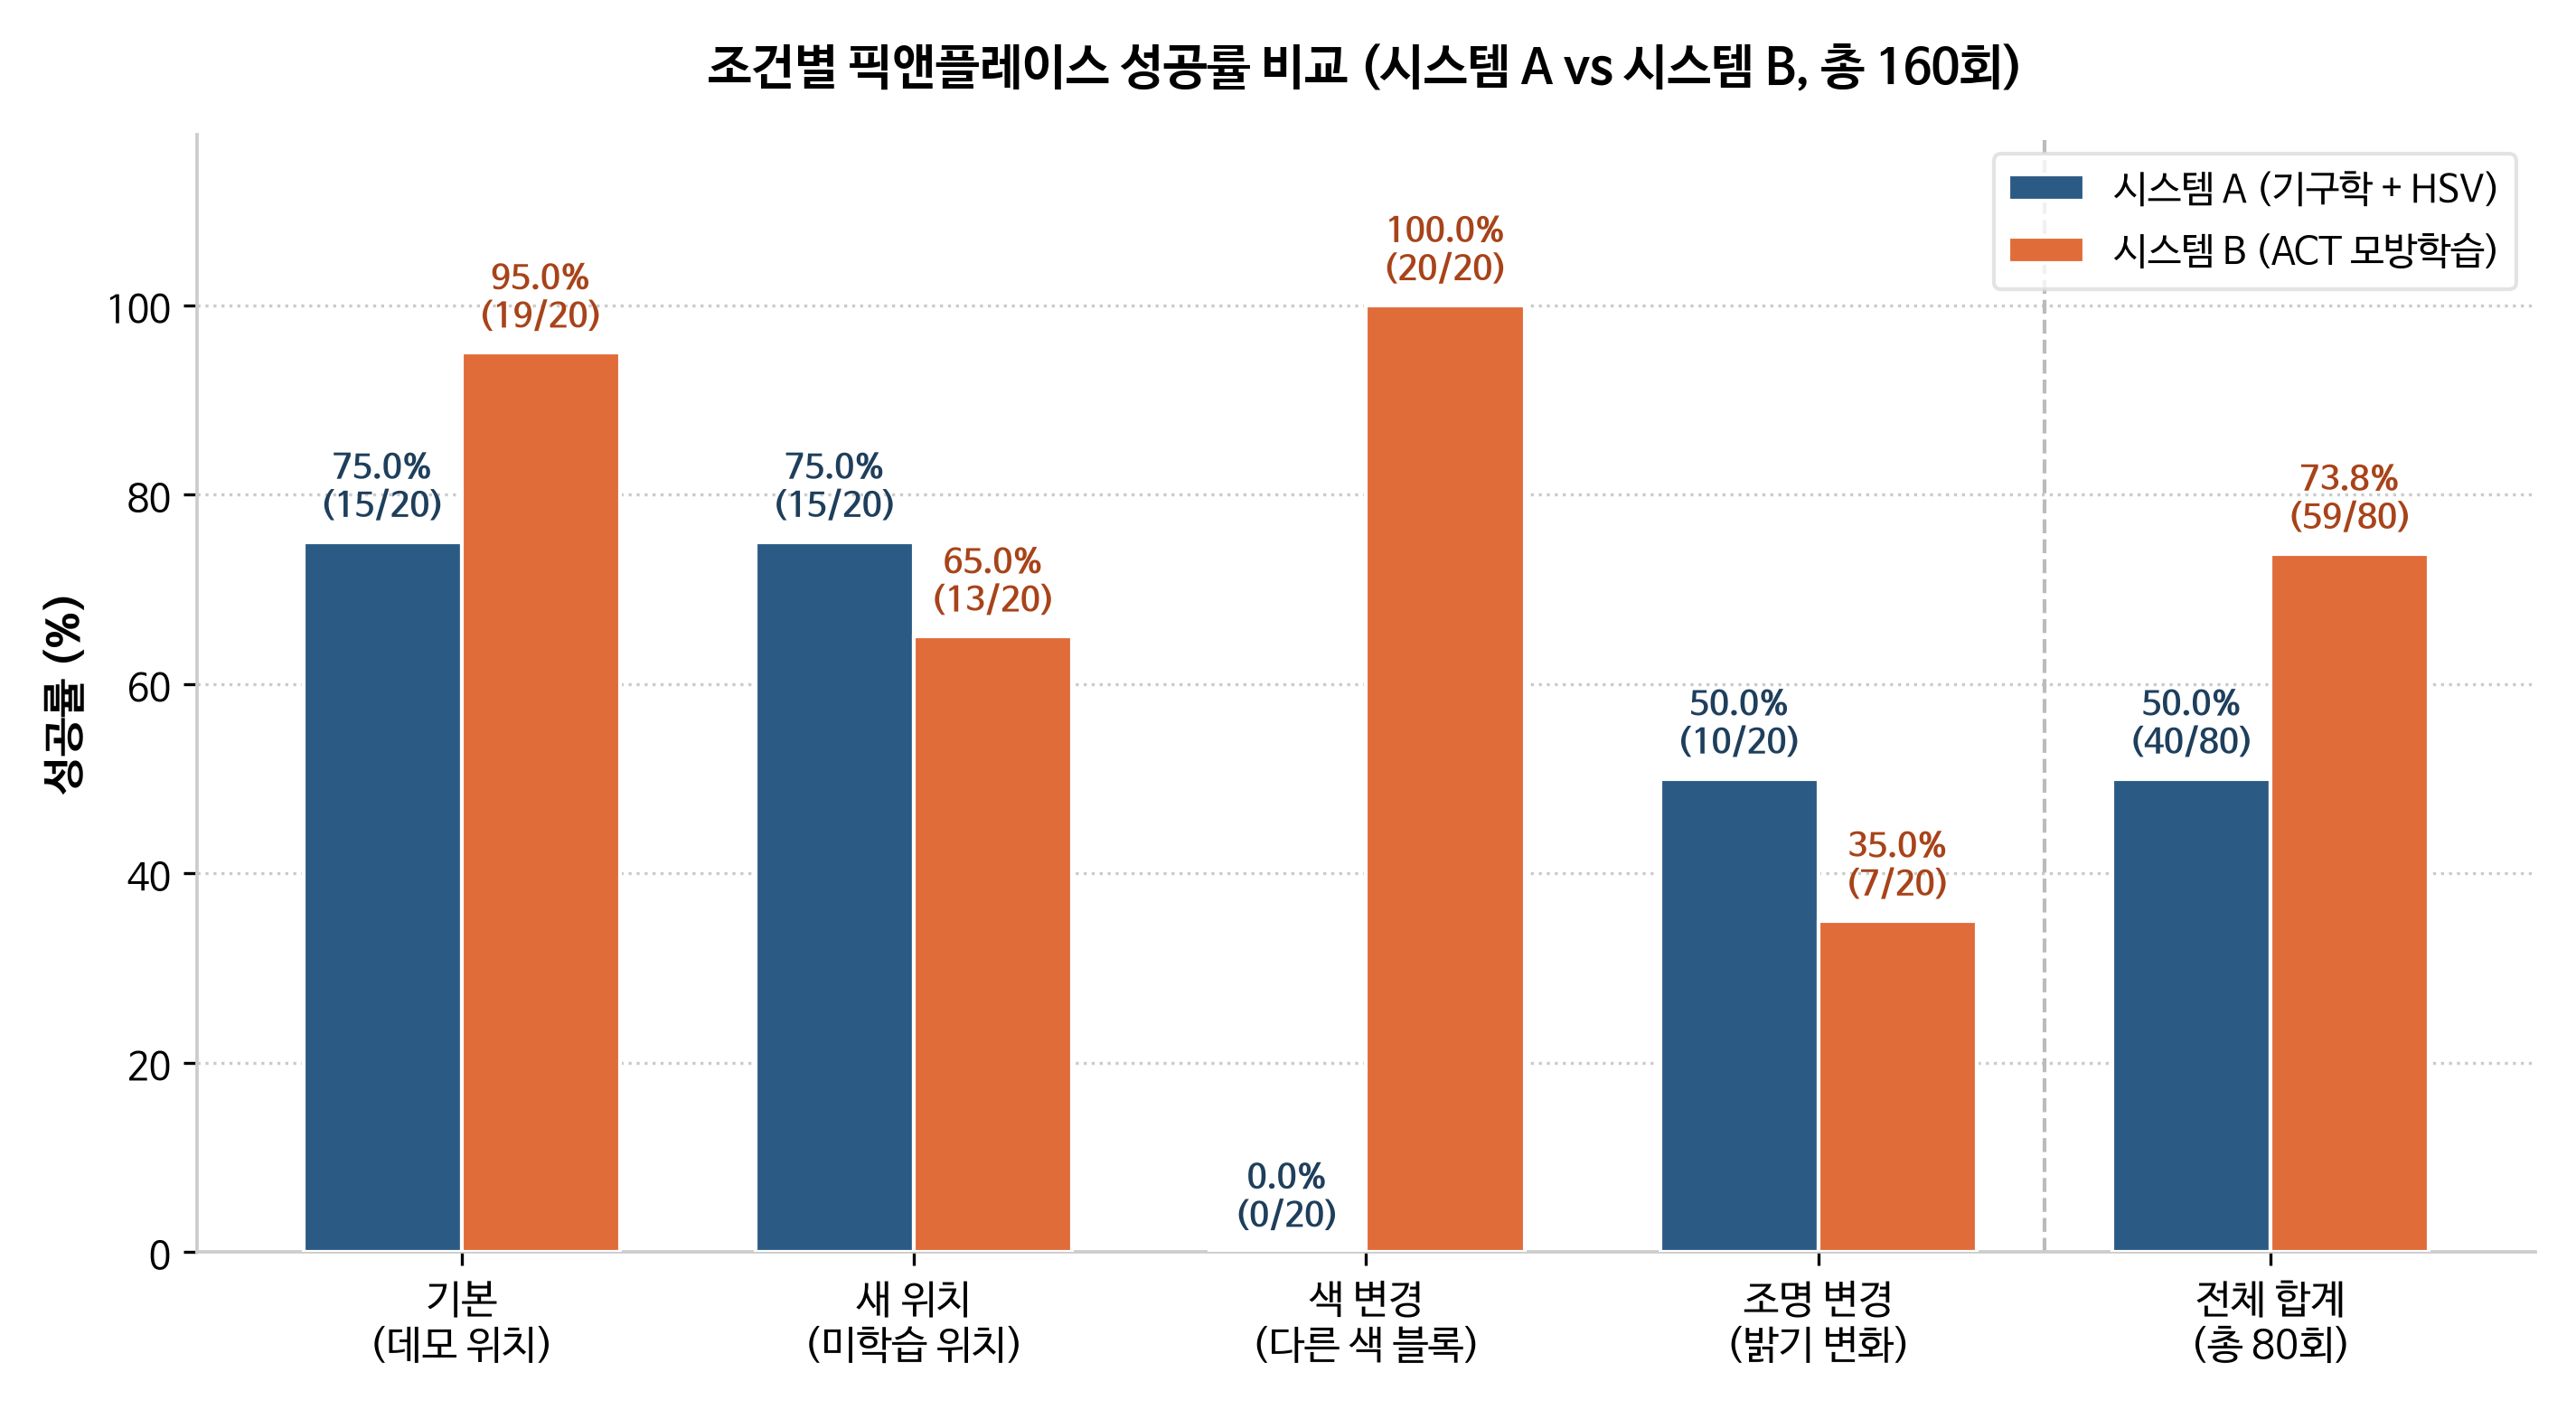 조건별 픽앤플레이스 성공률 비교 (시스템 A vs 시스템 B, 총 160회)
시스템 A (기구학 + HSV)
시스템 B (ACT 모방학습)
성공률 (%)
100
80
60
40
20
0
75.0%
(15/20)
95.0%
(19/20)
75.0%
(15/20)
65.0%
(13/20)
0.0%
(0/20)
100.0%
(20/20)
50.0%
(10/20)
35.0%
(7/20)
50.0%
(40/80)
73.8%
(59/80)
기본
(데모 위치)
새 위치
(미학습 위치)
색 변경
(다른 색 블록)
조명 변경
(밝기 변화)
전체 합계
(총 80회)